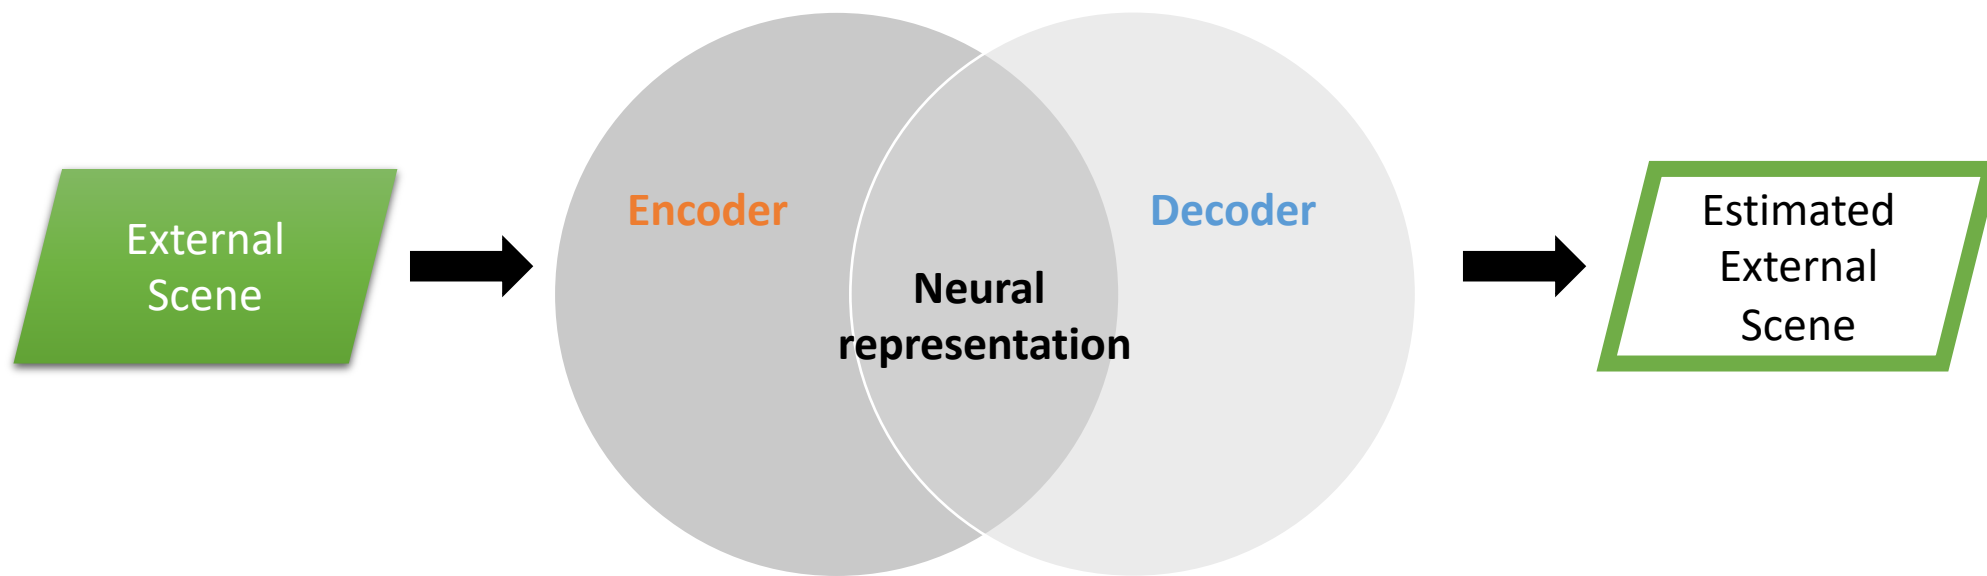 External
Scene
Encoder
Neural
representation
Decoder
Estimated
External
Scene